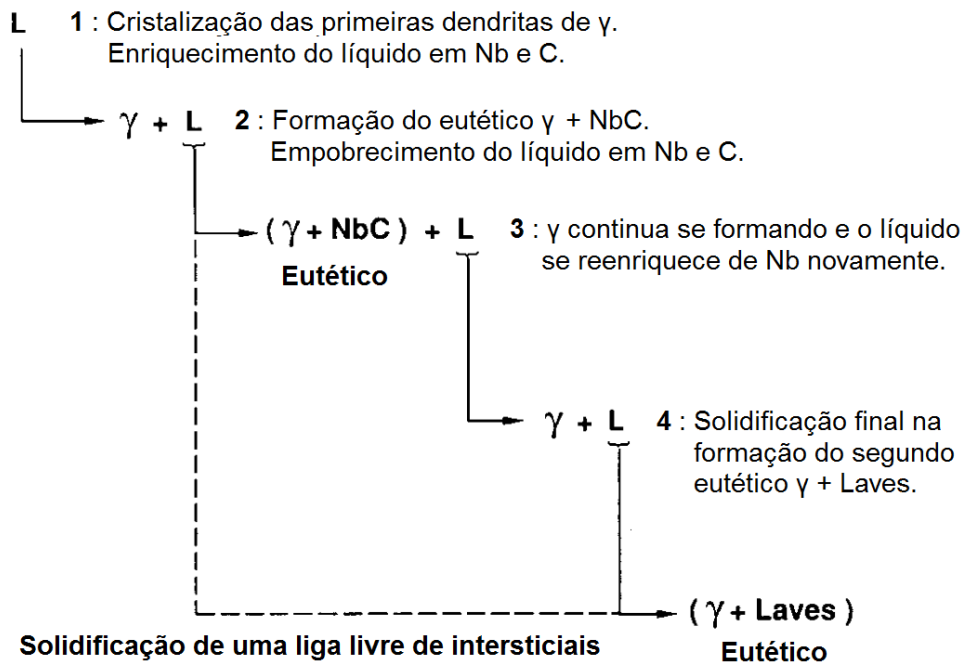 L 1 : Cristalização das primeiras dendritas de γ.
Enriquecimento do líquido em Nb e C.
γ + L 2 : Formação do eutético γ + NbC.
Empobrecimento do líquido em Nb e C.
( γ + NbC ) + L 3 : γ continua se formando e o líquido
Eutético se reenriquece de Nb novamente.
γ + L 4 : Solidificação final na
formação do segundo
eutético γ + Laves.
( γ + Laves )
Solidificação de uma liga livre de intersticiais Eutético